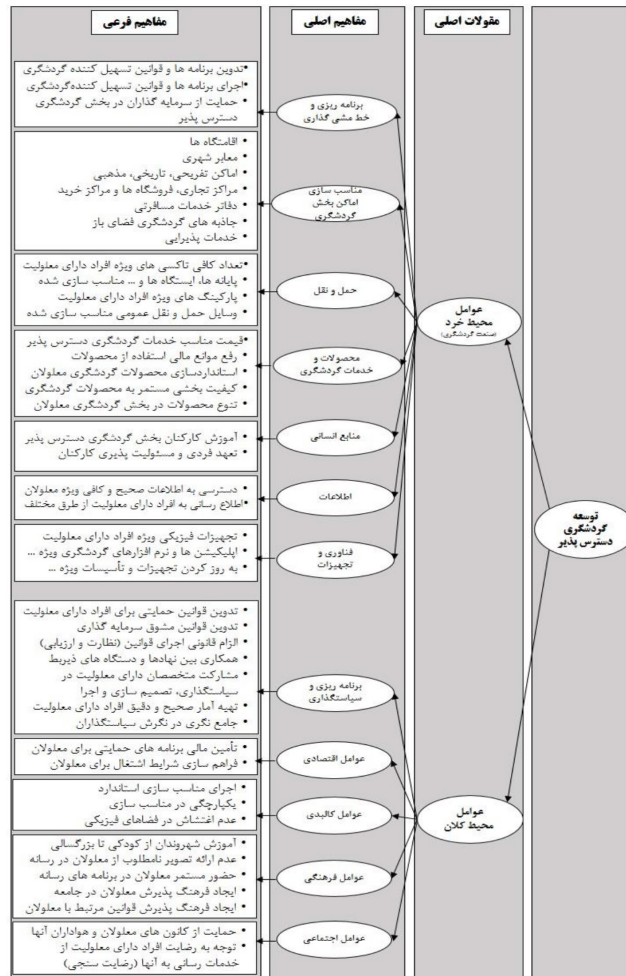 مقولات اصلی
مفاهیم اصلی
مفاهیم فرعی
توسعه
گردشگری
دسترس پذیر
عوامل
محیط خرد
(صنعت گردشگری)
برنامه ریزی و
خط مشی گذاری
•تدوین برنامه ها و قوانین تسهیل کننده گردشگری
•اجرای برنامه ها و قوانین تسهیل کننده‌گردشگری
• حمایت از سرمایه گذاران در بخش گردشگری
دسترس پذیر
مناسب سازی
اماکن بخش
گردشگری
• اقامتگاه ها
• معابر شهری
• اماکن تفریحی، تاریخی، مذهبی
• مراکز تجاری، فروشگاه ها و مراکز خرید
• دفاتر خدمات مسافرتی
• جاذبه های گردشگری فضای باز
• خدمات پذیرایی
حمل و نقل
•تعداد کافی تاکسی های ویژه افراد دارای معلولیت
• پایانه ها، ایستگاه ها و ... مناسب سازی شده
• پارکینگ های ویژه افراد دارای معلولیت
• وسایل حمل و نقل عمومی مناسب سازی شده
محصولات و
خدمات گردشگری
•قیمت مناسب خدمات گردشگری دسترس پذیر
• رفع موانع مالی استفاده از محصولات
• استانداردسازی محصولات گردشگری معلولان
• کیفیت بخشی مستمر به محصولات گردشگری
• تنوع محصولات در بخش گردشگری معلولان
منابع انسانی
• آموزش کارکنان بخش گردشگری دسترس پذیر
• تعهد فردی و مسئولیت پذیری کارکنان
اطلاعات
• دسترسی به اطلاعات صحیح و کافی ویژه معلولان
•اطلاع رسانی به افراد دارای معلولیت از طرق مختلف
فناوری و
تجهیزات
• تجهیزات فیزیکی ویژه افراد دارای معلولیت
• اپلیکیشن ها و نرم افزارهای گردشگری ویژه ...
• به روز کردن تجهیزات و تأسیسات ویژه ...
عوامل
محیط کلان
برنامه ریزی و
سیاستگذاری
• تدوین قوانین حمایتی برای افراد دارای معلولیت
• تدوین قوانین مشوق سرمایه گذاری
• الزام قانونی اجرای قوانین (نظارت و ارزیابی)
• همکاری بین نهادها و دستگاه های ذیربط
• مشارکت متخصصان دارای معلولیت در
سیاستگذاری، تصمیم سازی و اجرا
• تهیه آمار صحیح و دقیق افراد دارای معلولیت
• جامع نگری در نگرش سیاستگذاران
عوامل اقتصادی
• تأمین مالی برنامه های حمایتی برای معلولان
• فراهم سازی شرایط اشتغال برای معلولان
عوامل کالبدی
• اجرای مناسب سازی استاندارد
• یکپارچگی در مناسب سازی
• عدم اغتشاش در فضاهای فیزیکی
عوامل فرهنگی
• آموزش شهروندان از کودکی تا بزرگسالی
• عدم ارائه تصویر نامطلوب از معلولان در رسانه
• حضور مستمر معلولان در برنامه های رسانه
• ایجاد فرهنگ پذیرش معلولان در جامعه
• ایجاد فرهنگ پذیرش قوانین مرتبط با معلولان
عوامل اجتماعی
• حمایت از کانون های معلولان و هواداران آنها
• توجه به رضایت افراد دارای معلولیت از
خدمات رسانی به آنها (رضایت سنجی)